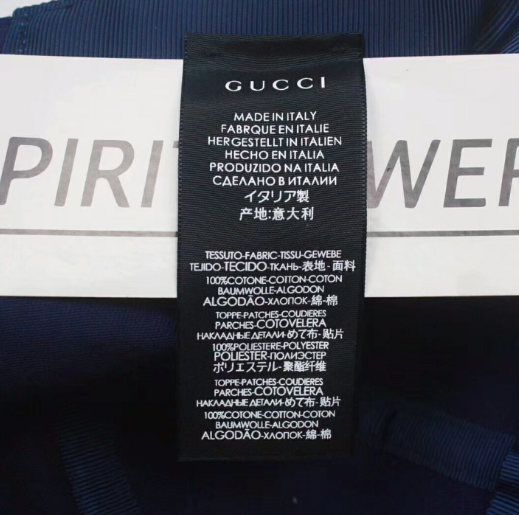 GUCCI
MADE IN ITALY
FABRQUE EN ITALIE
HERGESTELLT IN ITALIEN
HECHO EN ITALIA
PRODUZIDO NA ITALIA
СДЕЛАНО В ИТАЛИИ
イタリア製
产地:意大利
PIRIT
WER
TESSUTO-FABRIC-TISSU-GEWEBE
TEJIDO-TECIDO-ТКАНЬ-表地-面料
100%COTONE-COTTON-COTON
BAUMWOLLE-ALGODON
ALGODÃO-ХЛОПОК-綿-棉
TOPPE-PATCHES-COUDIERES
PARCHES-COTOVELERA
НАКЛАДНЫЕ ДЕТАЛИ-めて布-贴片
100%POLIESTERE-POLYESTER
POLIESTER-ПОЛИЭСТЕР
ポリエステル-聚酯纤维
TOPPE-PATCHES-COUDIERES
PARCHES-COTOVELERA
НАКЛАДНЫЕ ДЕТАЛИ-めて布-贴片
100%COTONE-COTTON-COTON
BAUMWOLLE-ALGODON
ALGODÃO-ХЛОПОК-綿-棉